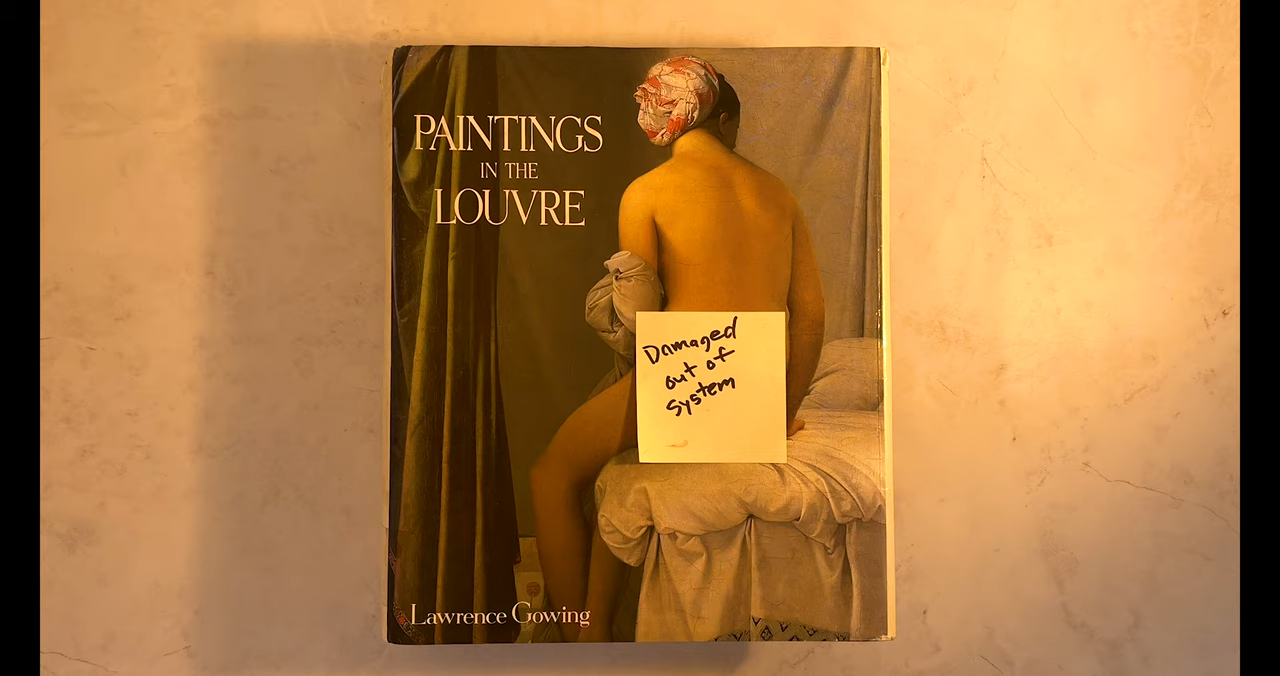 PAINTINGS
IN THE
LOUVRE
Damaged
out of
System
Lawrence Gowing